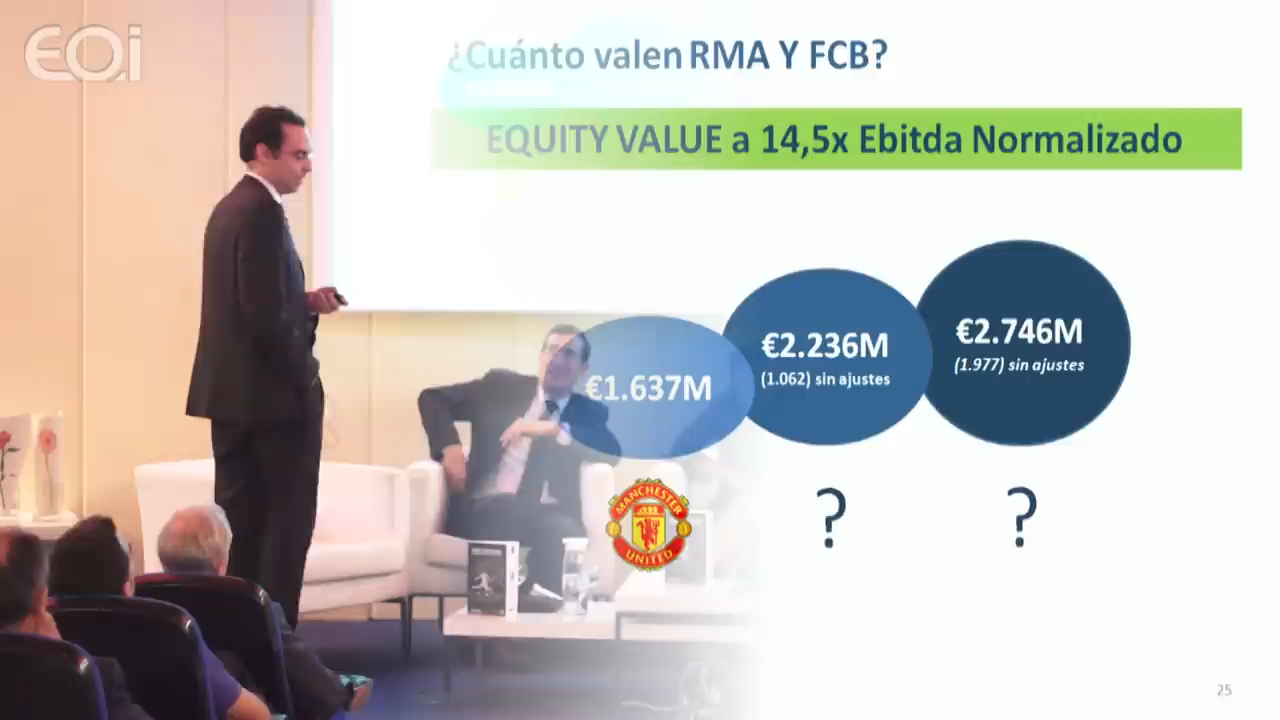 EOi
¿Cuánto valen RMA Y FCB?
EQUITY VALUE a 14,5x Ebitda Normalizado
€1.637M
€2.236M
(1.062) sin ajustes
€2.746M
(1.977) sin ajustes
MANCHESTER
UNITED
?
?
25